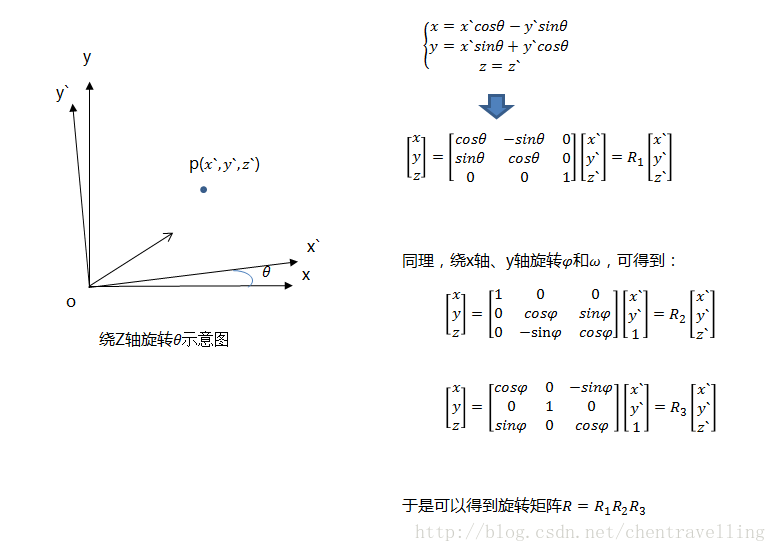 y
y`
p(x`,y`,z`)
x`
θ
x
o
绕Z轴旋转θ示意图
x = x`cosθ − y`sinθ
y = x`sinθ + y`cosθ
z = z`
[x y z] = [cosθ −sinθ 0; sinθ cosθ 0; 0 0 1] [x` y` z`] = R₁ [x` y` z`]
同理，绕x轴、y轴旋转φ和ω，可得到：
[x y z] = [1 0 0; 0 cosφ sinφ; 0 −sinφ cosφ] [x` y` 1] = R₂ [x` y` z`]
[x y z] = [cosφ 0 −sinφ; 0 1 0; sinφ 0 cosφ] [x` y` 1] = R₃ [x` y` z`]
于是可以得到旋转矩阵R = R₁R₂R₃
http://blog.csdn.net/chentravelling